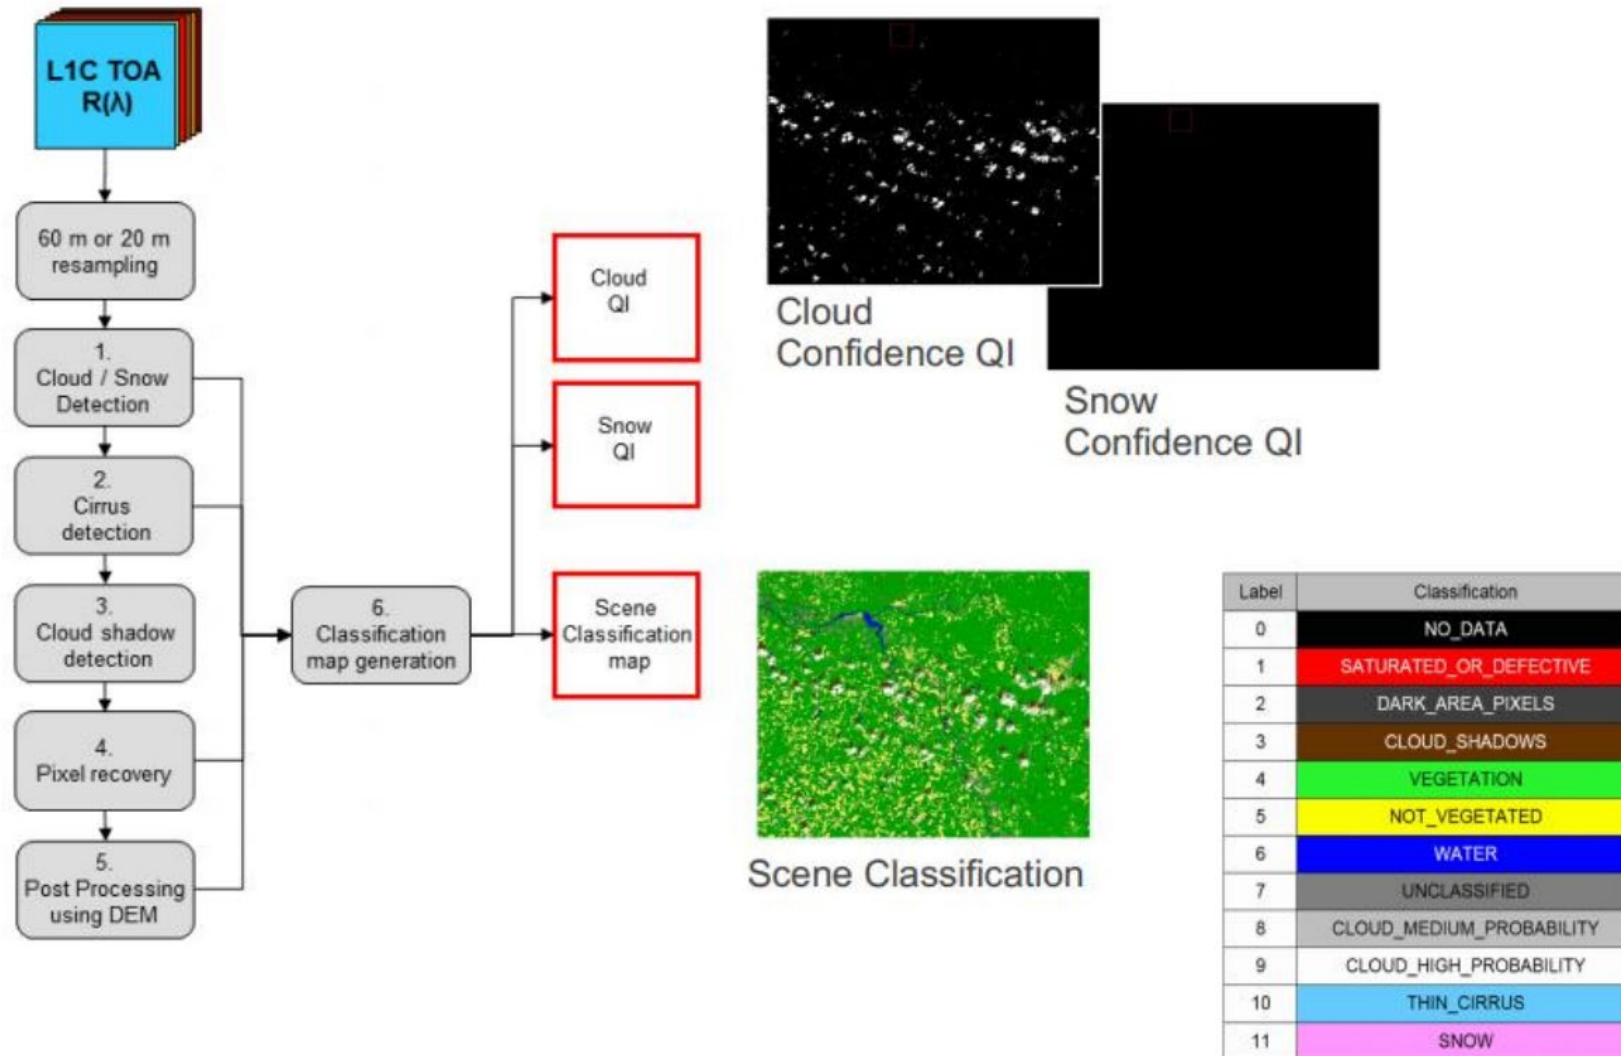 L1C TOA
R(λ)
60 m or 20 m
resampling
1.
Cloud / Snow
Detection
2.
Cirrus
detection
3.
Cloud shadow
detection
4.
Pixel recovery
5.
Post Processing
using DEM
6.
Classification
map generation
Cloud
QI
Snow
QI
Scene
Classification
map
Cloud
Confidence QI
Snow
Confidence QI
Scene Classification
Label Classification
0 NO_DATA
1 SATURATED_OR_DEFECTIVE
2 DARK_AREA_PIXELS
3 CLOUD_SHADOWS
4 VEGETATION
5 NOT_VEGETATED
6 WATER
7 UNCLASSIFIED
8 CLOUD_MEDIUM_PROBABILITY
9 CLOUD_HIGH_PROBABILITY
10 THIN_CIRRUS
11 SNOW